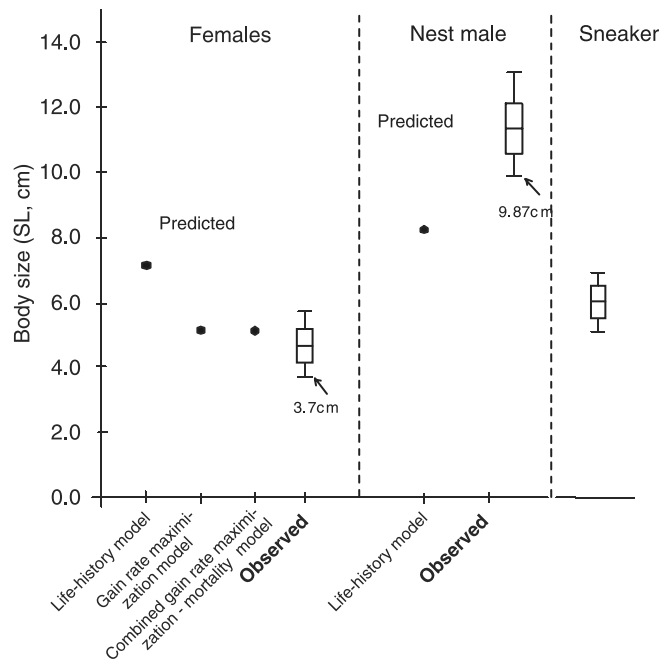 Females
Nest male
Sneaker
14.0
12.0
10.0
8.0
6.0
4.0
2.0
0.0
Body size (SL, cm)
Predicted
Predicted
9.87cm
3.7cm
Life-history model
Gain rate maximi-
zation model
Combined gain rate maximi-
zation - mortality model
Observed
Life-history model
Observed